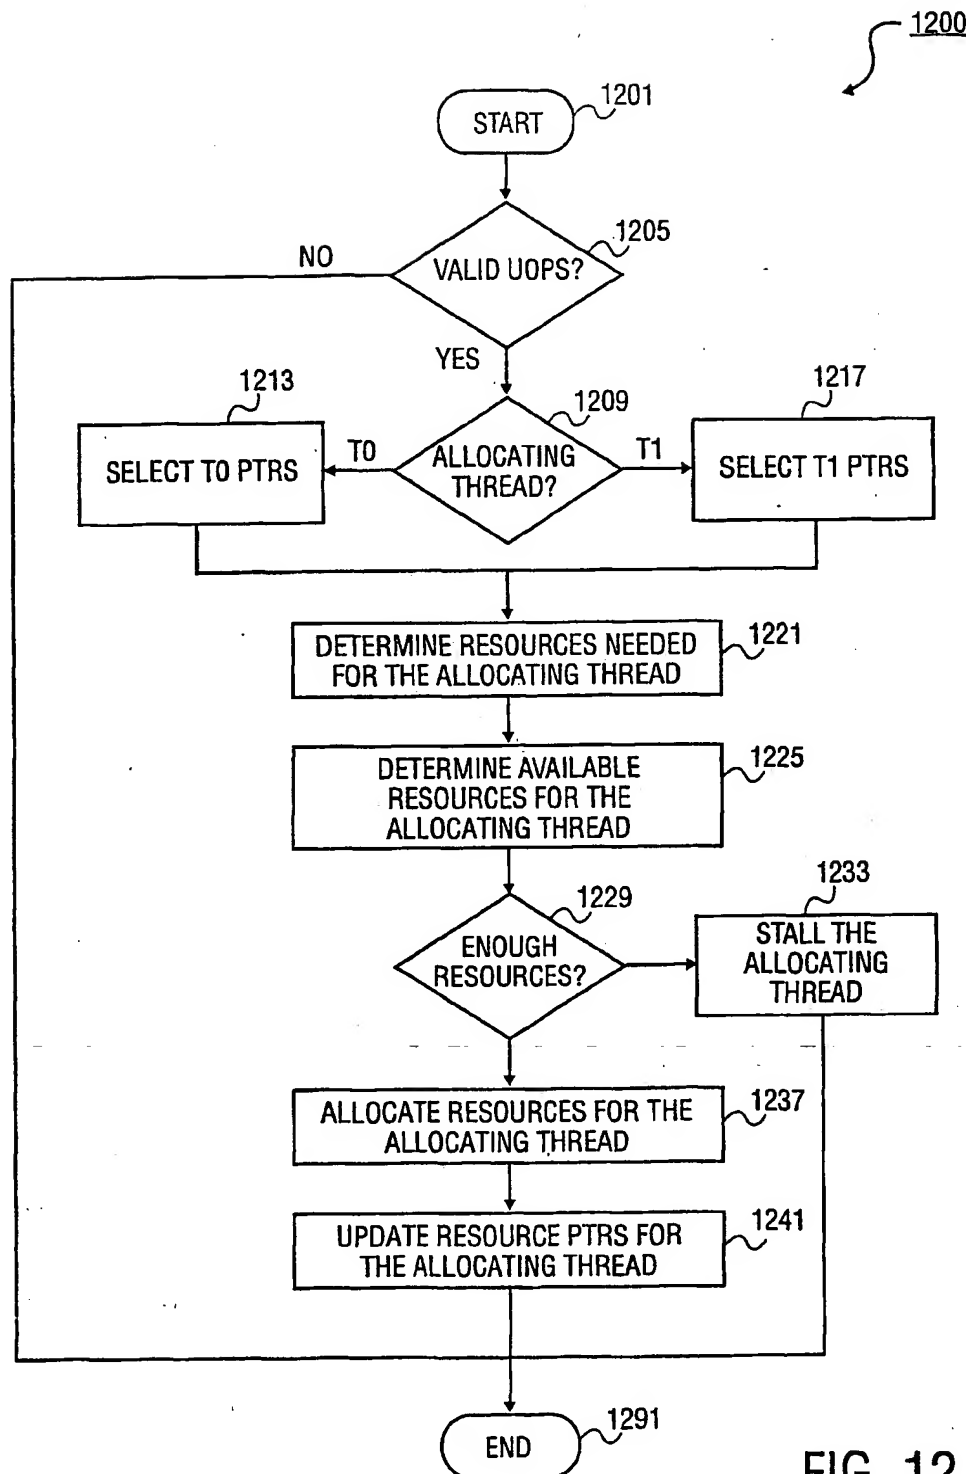 1200
START
1201
VALID UOPS?
1205
NO
YES
1213
1209
1217
SELECT T0 PTRS
T0
ALLOCATING
THREAD?
T1
SELECT T1 PTRS
DETERMINE RESOURCES NEEDED
FOR THE ALLOCATING THREAD
1221
DETERMINE AVAILABLE
RESOURCES FOR THE
ALLOCATING THREAD
1225
ENOUGH
RESOURCES?
1229
1233
STALL THE
ALLOCATING
THREAD
ALLOCATE RESOURCES FOR THE
ALLOCATING THREAD
1237
UPDATE RESOURCE PTRS FOR
THE ALLOCATING THREAD
1241
END
1291
FIG. 12